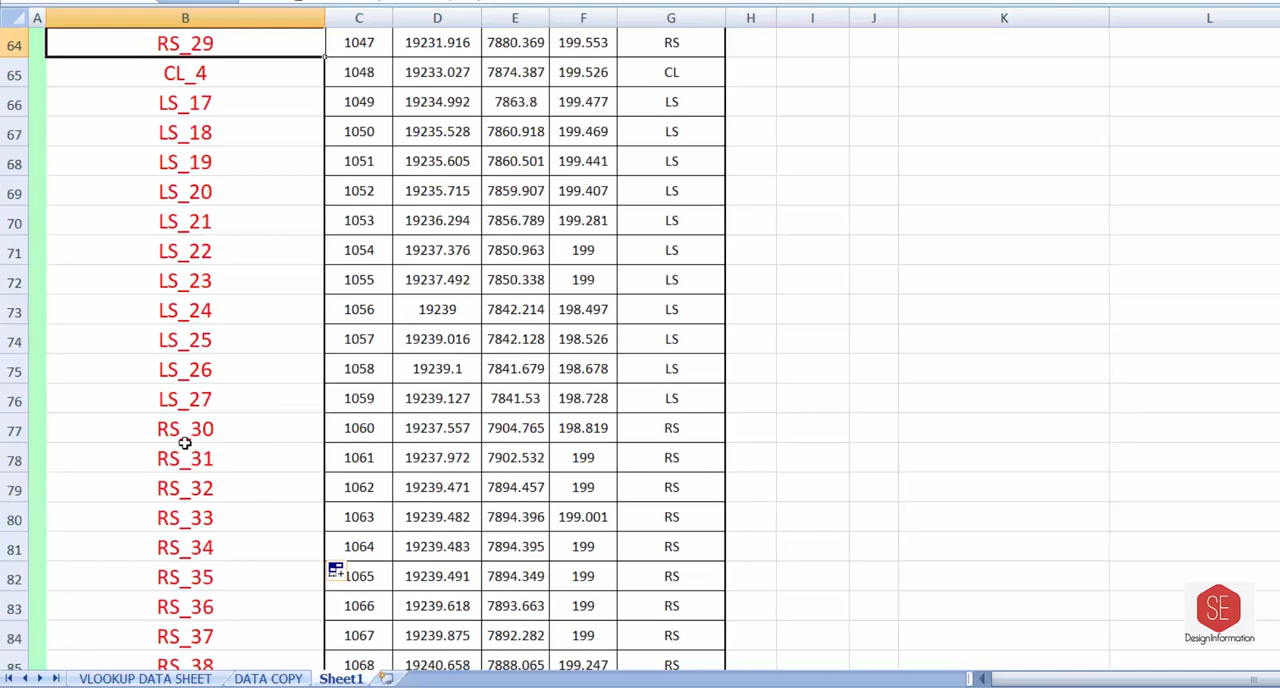 A B C D E F G H I J K L
64 RS_29 1047 19231.916 7880.369 199.553 RS
65 CL_4 1048 19233.027 7874.387 199.526 CL
66 LS_17 1049 19234.992 7863.8 199.477 LS
67 LS_18 1050 19235.528 7860.918 199.469 LS
68 LS_19 1051 19235.605 7860.501 199.441 LS
69 LS_20 1052 19235.715 7859.907 199.407 LS
70 LS_21 1053 19236.294 7856.789 199.281 LS
71 LS_22 1054 19237.376 7850.963 199 LS
72 LS_23 1055 19237.492 7850.338 199 LS
73 LS_24 1056 19239 7842.214 198.497 LS
74 LS_25 1057 19239.016 7842.128 198.526 LS
75 LS_26 1058 19239.1 7841.679 198.678 LS
76 LS_27 1059 19239.127 7841.53 198.728 LS
77 RS_30 1060 19237.557 7904.765 198.819 RS
78 RS_31 1061 19237.972 7902.532 199 RS
79 RS_32 1062 19239.471 7894.457 199 RS
80 RS_33 1063 19239.482 7894.396 199.001 RS
81 RS_34 1064 19239.483 7894.395 199 RS
82 RS_35 1065 19239.491 7894.349 199 RS
83 RS_36 1066 19239.618 7893.663 199 RS
84 RS_37 1067 19239.875 7892.282 199 RS
85 RS_38 1068 19240.658 7888.065 199.247 RS
SE
DesignInformation
VLOOKUP DATA SHEET DATA COPY Sheet1